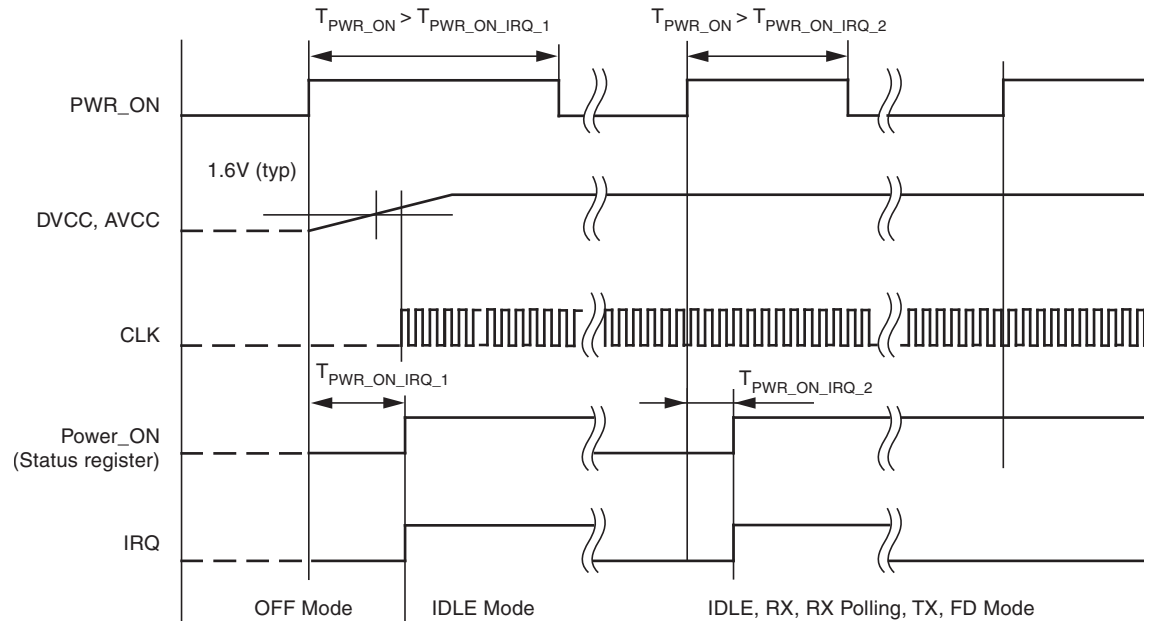 T_PWR_ON > T_PWR_ON_IRQ_1
T_PWR_ON > T_PWR_ON_IRQ_2
PWR_ON
1.6V (typ)
DVCC, AVCC
CLK
T_PWR_ON_IRQ_1
T_PWR_ON_IRQ_2
Power_ON
(Status register)
IRQ
OFF Mode
IDLE Mode
IDLE, RX, RX Polling, TX, FD Mode